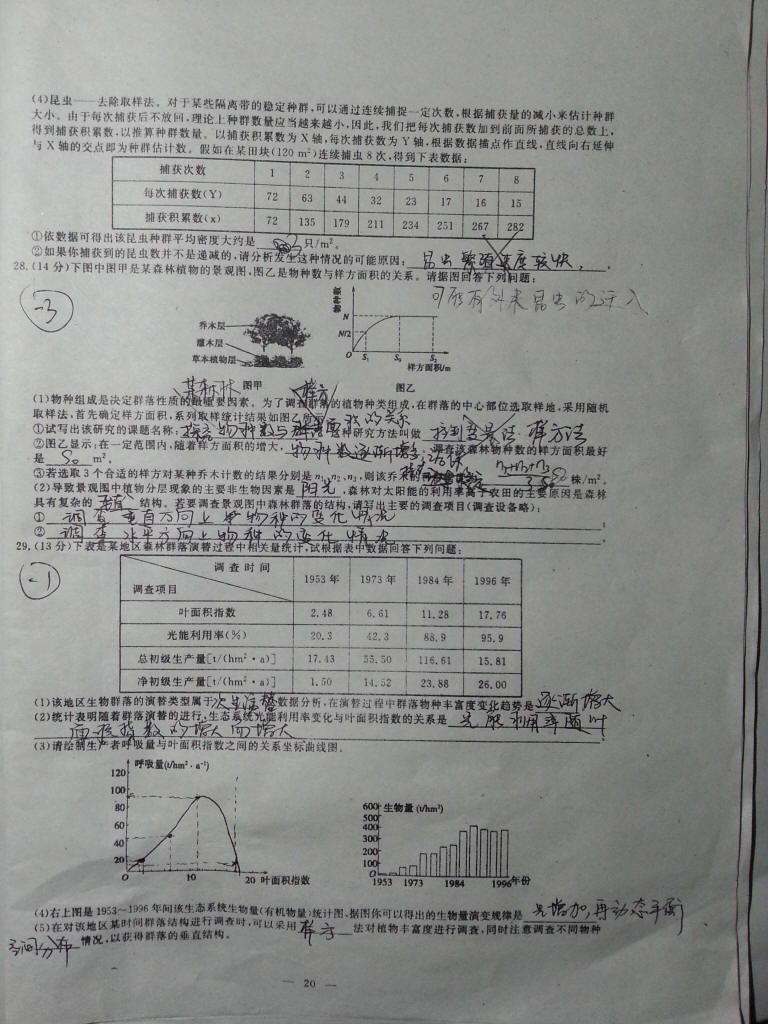 (4)昆虫——去除取样法。对于某些隔离带的稳定种群,可以通过连续捕捉一定次数,根据捕获量的减小来估计种群
大小。由于每次捕获后不放回,理论上种群数量应当越来越小,因此,我们把每次捕获数加到前面所捕获的总数上,
得到捕获积累数,以推算种群数量。以捕获积累数为X轴,每次捕获数为Y轴,根据数据描点作直线,直线向右延伸
与X轴的交点即为种群估计数。假如在某田块(120 m²)连续捕虫8次,得到下表数据:
捕获次数 1 2 3 4 5 6 7 8
每次捕获数(Y) 72 63 44 32 23 17 16 15
捕获积累数(x) 72 135 179 211 234 251 267 282
①依数据可得出该昆虫种群平均密度大约是 只/m²。
②如果你捕到的昆虫数并不是递减的,请分析发生这种情况的可能原因: 昆虫繁殖速度较快 。
28.(14分)下图中图甲是某森林植物的景观图,图乙是物种数与样方面积的关系。请据图回答下列问题:
-3
可能有外来昆虫的迁入
乔木层
灌木层
草本植物层
图甲
物种数
N
N/2
O S₁ S₀ S₂
样方面积/m
图乙
某森林 样方
(1)物种组成是决定群落性质的最重要因素。为了调查群落的植物种类组成,在群落的中心部位选取样地,采用随机
取样法,首先确定样方面积,系列取样统计结果如图乙所示。
①试写出该研究的课题名称: 探究物种数与 面积的关系 这种研究方法叫做 样方法
②图乙显示:在一定范围内,随着样方面积的增大, 物种数逐渐增多 ;调查该森林物种数的样方面积最好
是 S₀ m²。
③若选取3个合适的样方对某种乔木计数的结果分别是n₁、n₂、n₃,则该乔木的 n₁+n₂+n₃ 3S₀ 株/m²。
(2)导致景观图中植物分层现象的主要非生物因素是 阳光 ,森林对太阳能的利用率高于农田的主要原因是森林
具有复杂的 垂直 结构。若要调查景观图中森林群落的结构,请写出主要的调查项目(调查设备略):
① 调查垂直方向上 物种的变化情况 ;
② 调查水平方向上物种的变化情况 。
29.(13分)下表是某地区森林群落演替过程中相关量统计,试根据表中数据回答下列问题:
-1
调查时间 调查项目 1953年 1973年 1984年 1996年
叶面积指数 2.48 6.61 11.28 17.76
光能利用率(%) 20.3 42.3 88.9 95.9
总初级生产量[t/(hm²·a)] 17.43 55.50 116.61 15.81
净初级生产量[t/(hm²·a)] 1.50 14.52 23.88 26.00
(1)该地区生物群落的演替类型属于 次生演替 数据分析,在演替过程中群落物种丰富度变化趋势是 逐渐增大
(2)统计表明随着群落演替的进行,生态系统光能利用率变化与叶面积指数的关系是 光能利用率随叶
面积指数的增大而增大 。
(3)请绘制生产者呼吸量与叶面积指数之间的关系坐标曲线图。
呼吸量(t/hm²·a⁻¹)
120
100
80
60
40
20
0 10 20 叶面积指数
生物量(t/hm²)
600
500
400
300
200
100
0
1953 1973 1984 1996年份
(4)右上图是1953~1996年间该生态系统生物量(有机物量)统计图,据图你可以得出的生物量演变规律是 先增加,再动态平衡
(5)在对该地区某时间群落结构进行调查时,可以采用 样方 法对植物丰富度进行调查,同时注意调查不同物种
空间分布 情况,以获得群落的垂直结构。
— 20 —